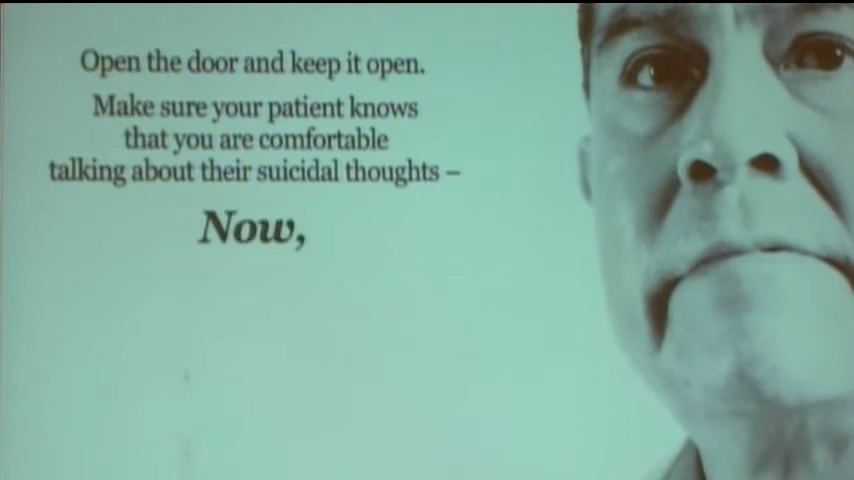 Open the door and keep it open.
Make sure your patient knows
that you are comfortable
talking about their suicidal thoughts –
Now,